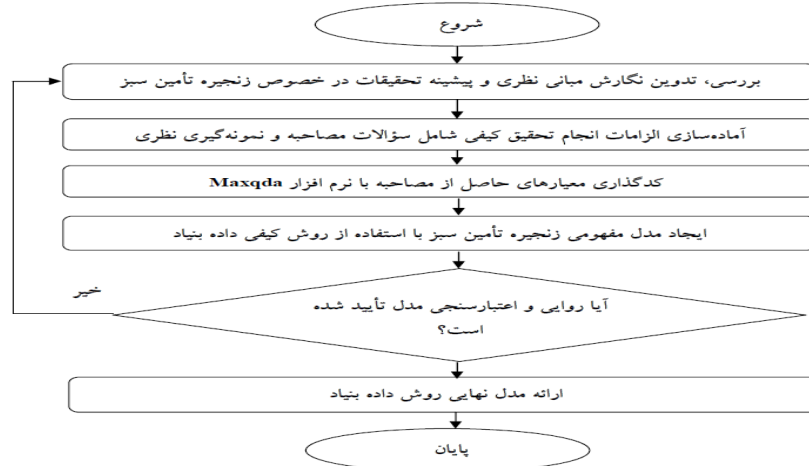 شروع
بررسی، تدوین نگارش مبانی نظری و پیشینه تحقیقات در خصوص زنجیره تأمین سبز
آماده‌سازی الزامات انجام تحقیق کیفی شامل سؤالات مصاحبه و نمونه‌گیری نظری
کدگذاری معیارهای حاصل از مصاحبه با نرم افزار Maxqda
ایجاد مدل مفهومی زنجیره تأمین سبز با استفاده از روش کیفی داده بنیاد
خیر
آیا روایی و اعتبارسنجی مدل تأیید شده
است؟
ارائه مدل نهایی روش داده بنیاد
پایان